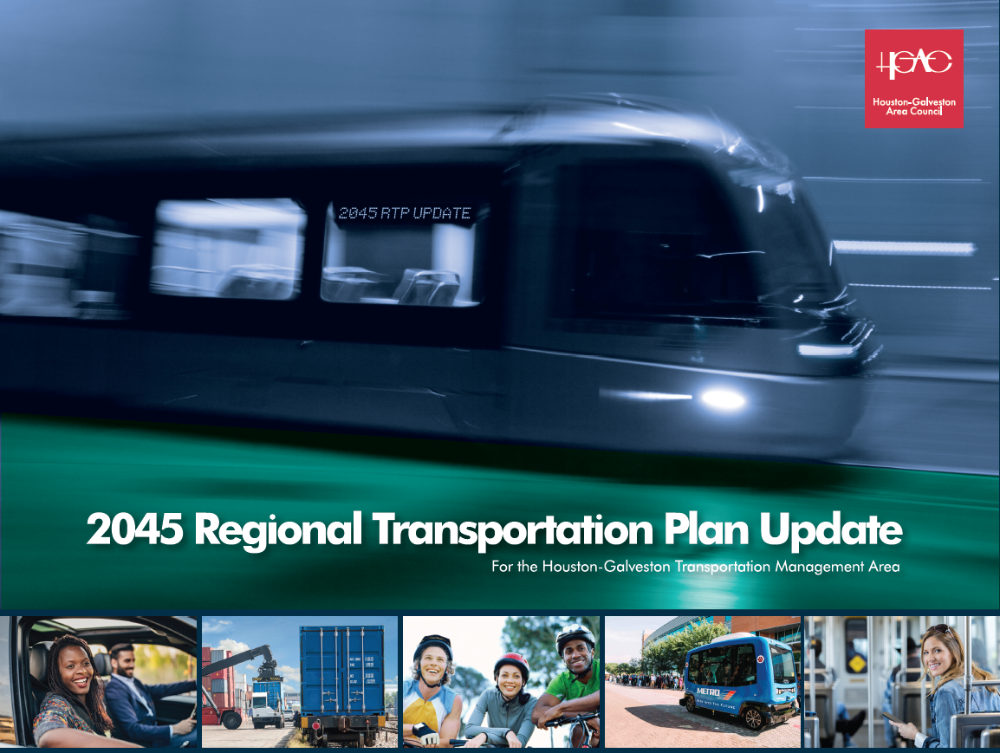 HGAC
Houston-Galveston
Area Council
2045 RTP UPDATE
2045 Regional Transportation Plan Update
For the Houston-Galveston Transportation Management Area
METRO